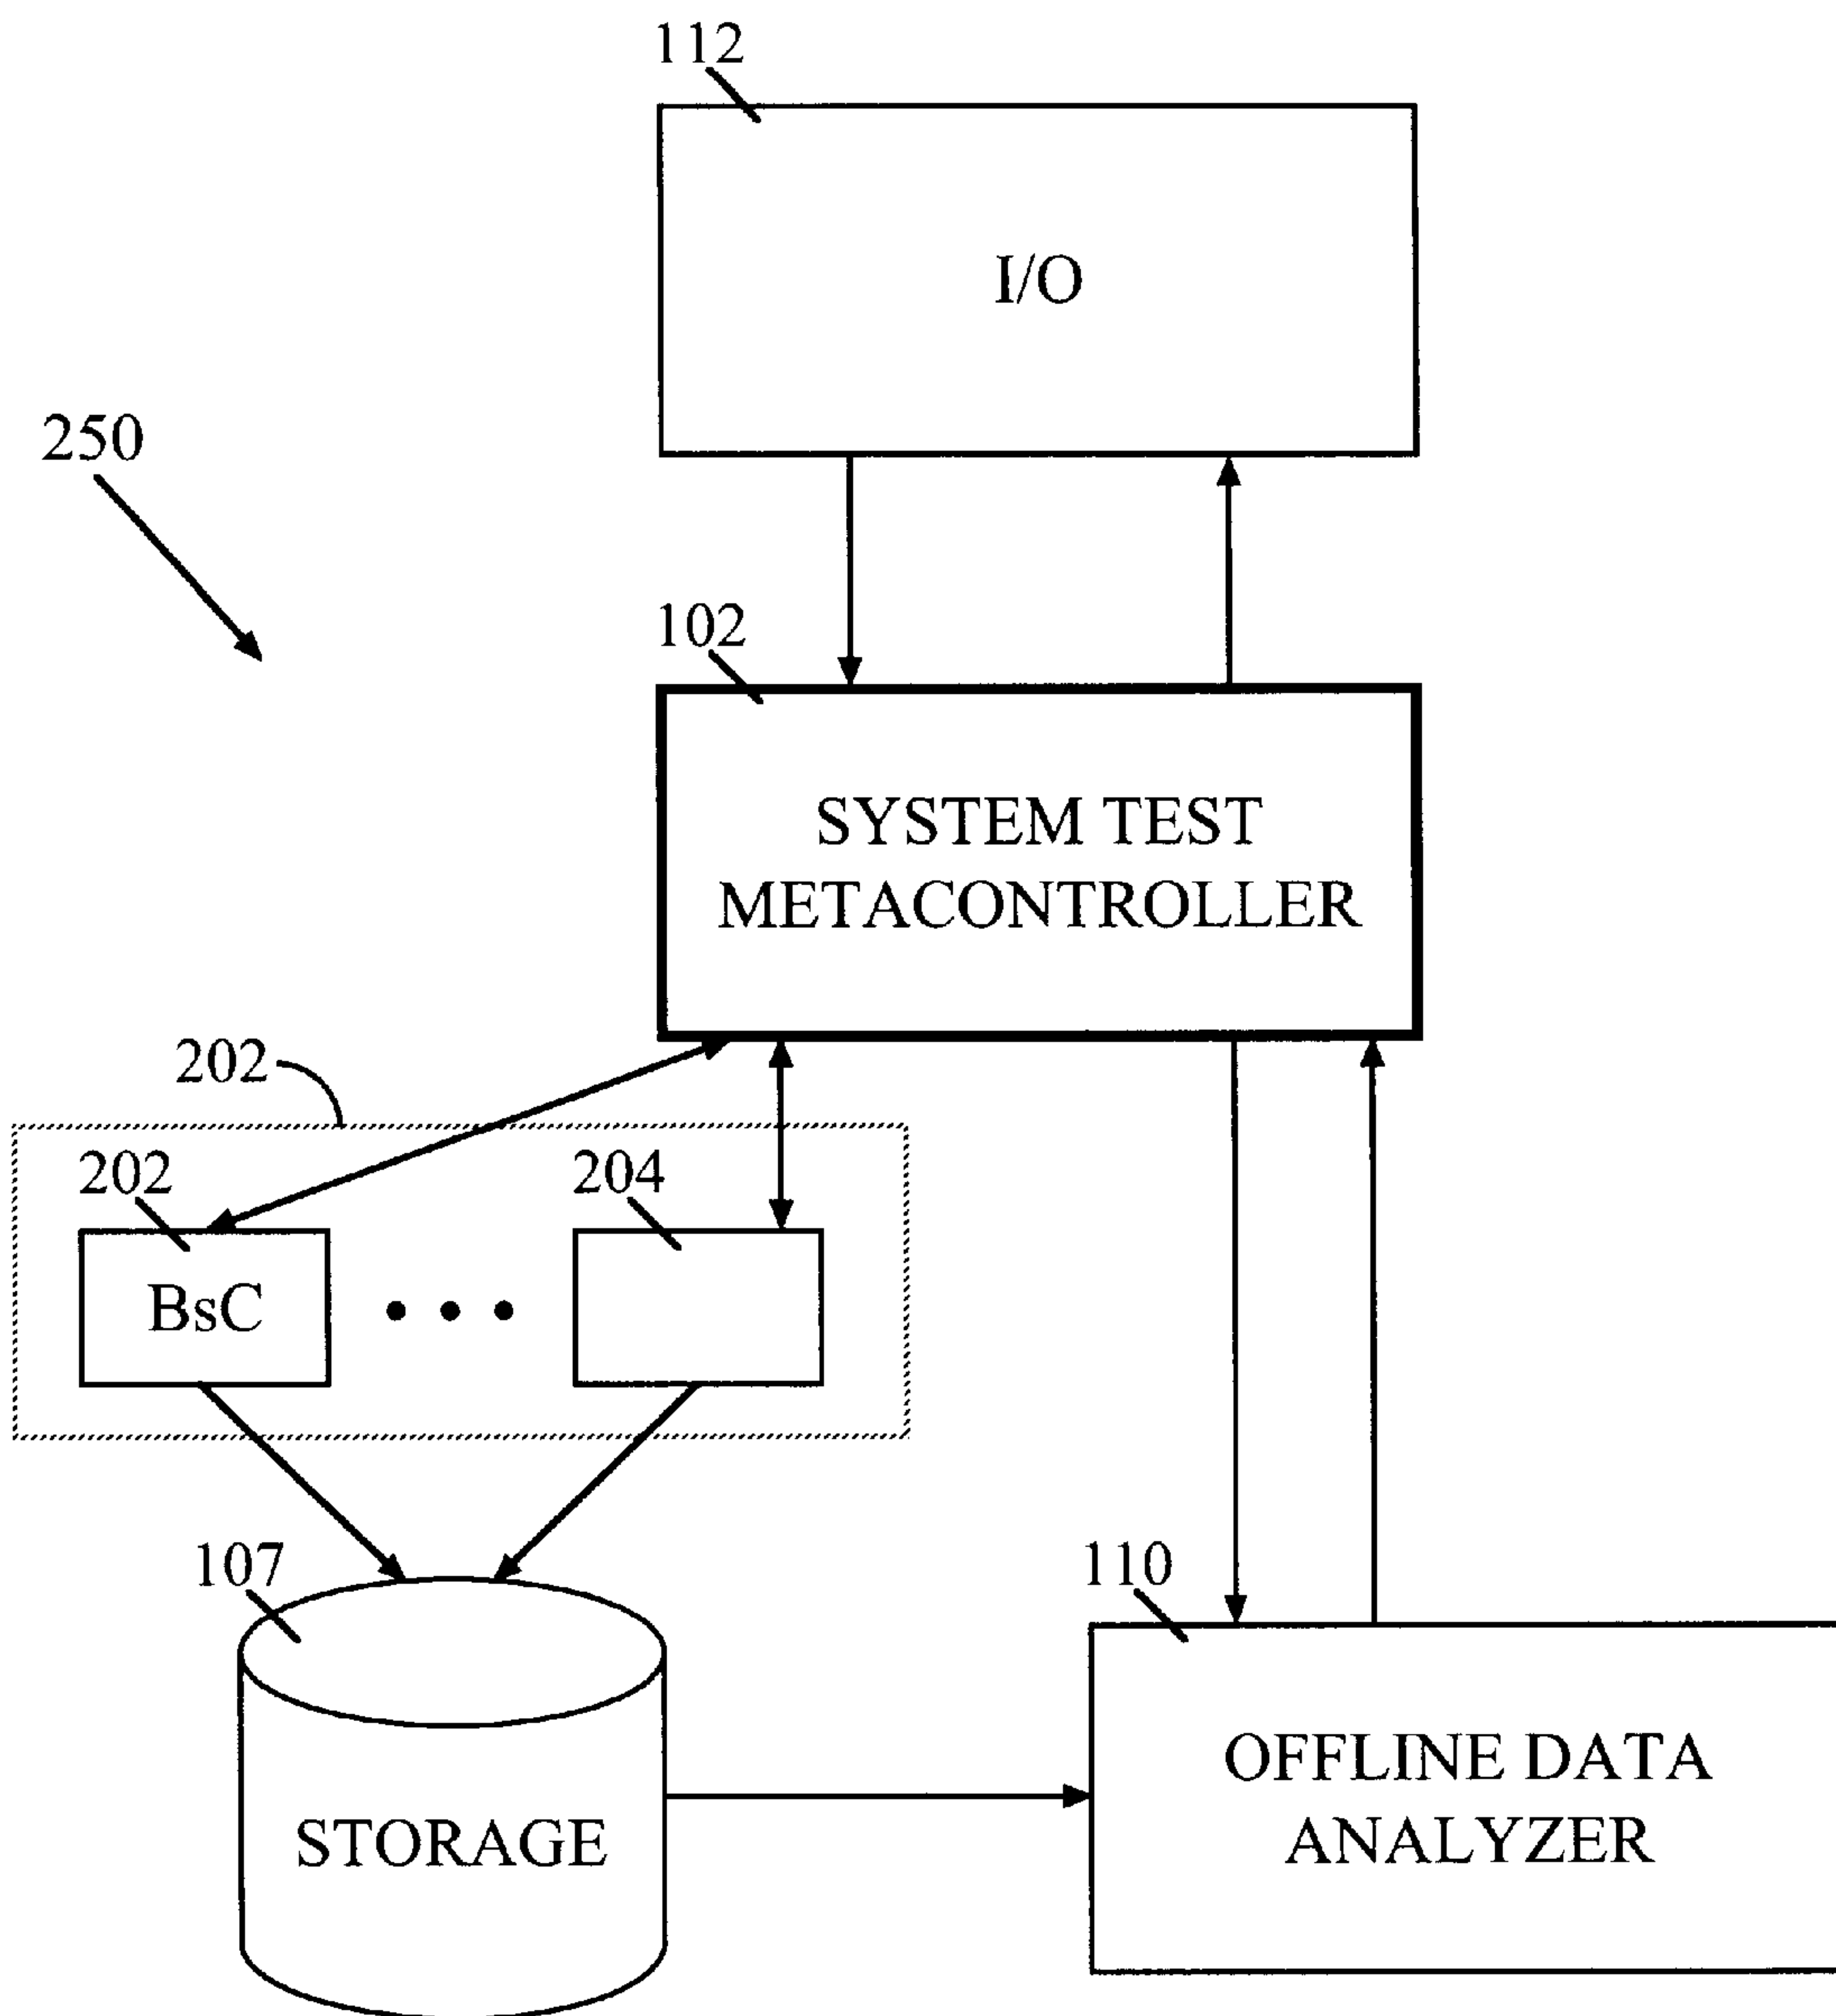 112
I/O
250
102
SYSTEM TEST
METACONTROLLER
202
202
204
BsC
107
110
STORAGE
OFFLINE DATA
ANALYZER